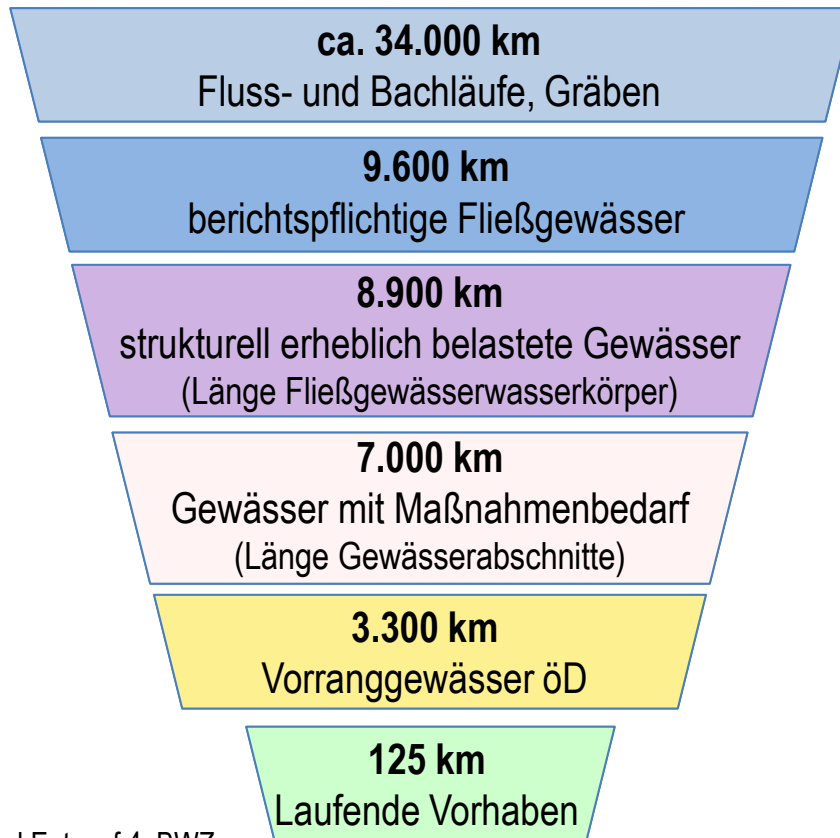 ca. 34.000 km
Fluss- und Bachläufe, Gräben
9.600 km
berichtspflichtige Fließgewässer
8.900 km
strukturell erheblich belastete Gewässer
(Länge Fließgewässerwasserkörper)
7.000 km
Gewässer mit Maßnahmenbedarf
(Länge Gewässerabschnitte)
3.300 km
Vorranggewässer öD
125 km
Laufende Vorhaben